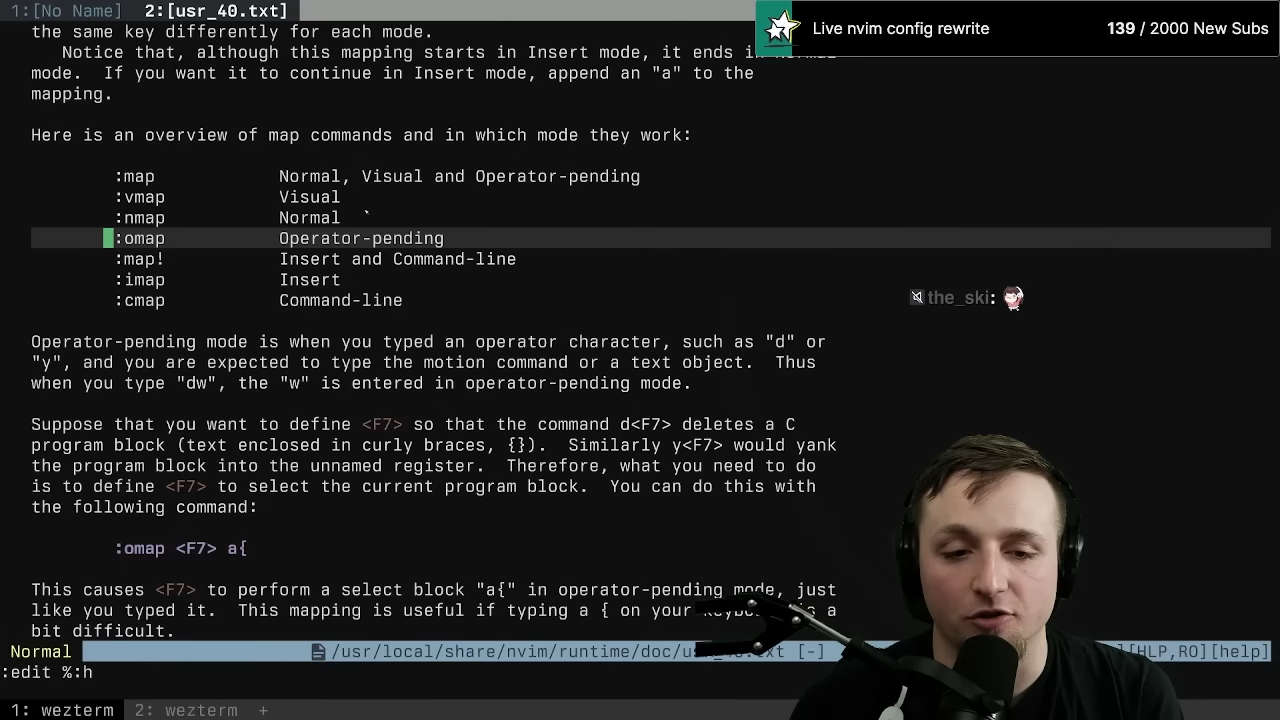 1:[No Name]  2:[usr_40.txt]
Live nvim config rewrite 139 / 2000 New Subs
the same key differently for each mode.
Notice that, although this mapping starts in Insert mode, it ends in Normal
mode.  If you want it to continue in Insert mode, append an "a" to the
mapping.
Here is an overview of map commands and in which mode they work:
:map Normal, Visual and Operator-pending
:vmap Visual
:nmap Normal
:omap Operator-pending
:map! Insert and Command-line
:imap Insert
:cmap Command-line
the_ski:
Operator-pending mode is when you typed an operator character, such as "d" or
"y", and you are expected to type the motion command or a text object.  Thus
when you type "dw", the "w" is entered in operator-pending mode.
Suppose that you want to define <F7> so that the command d<F7> deletes a C
program block (text enclosed in curly braces, {}).  Similarly y<F7> would yank
the program block into the unnamed register.  Therefore, what you need to do
is to define <F7> to select the current program block.  You can do this with
the following command:
:omap <F7> a{
This causes <F7> to perform a select block "a{" in operator-pending mode, just
like you typed it.  This mapping is useful if typing a { on your is a
bit difficult.
Normal /usr/local/share/nvim/runtime/doc/usr_40.txt [-] [HLP,RO][help]
:edit %:h
1: wezterm  2: wezterm  +